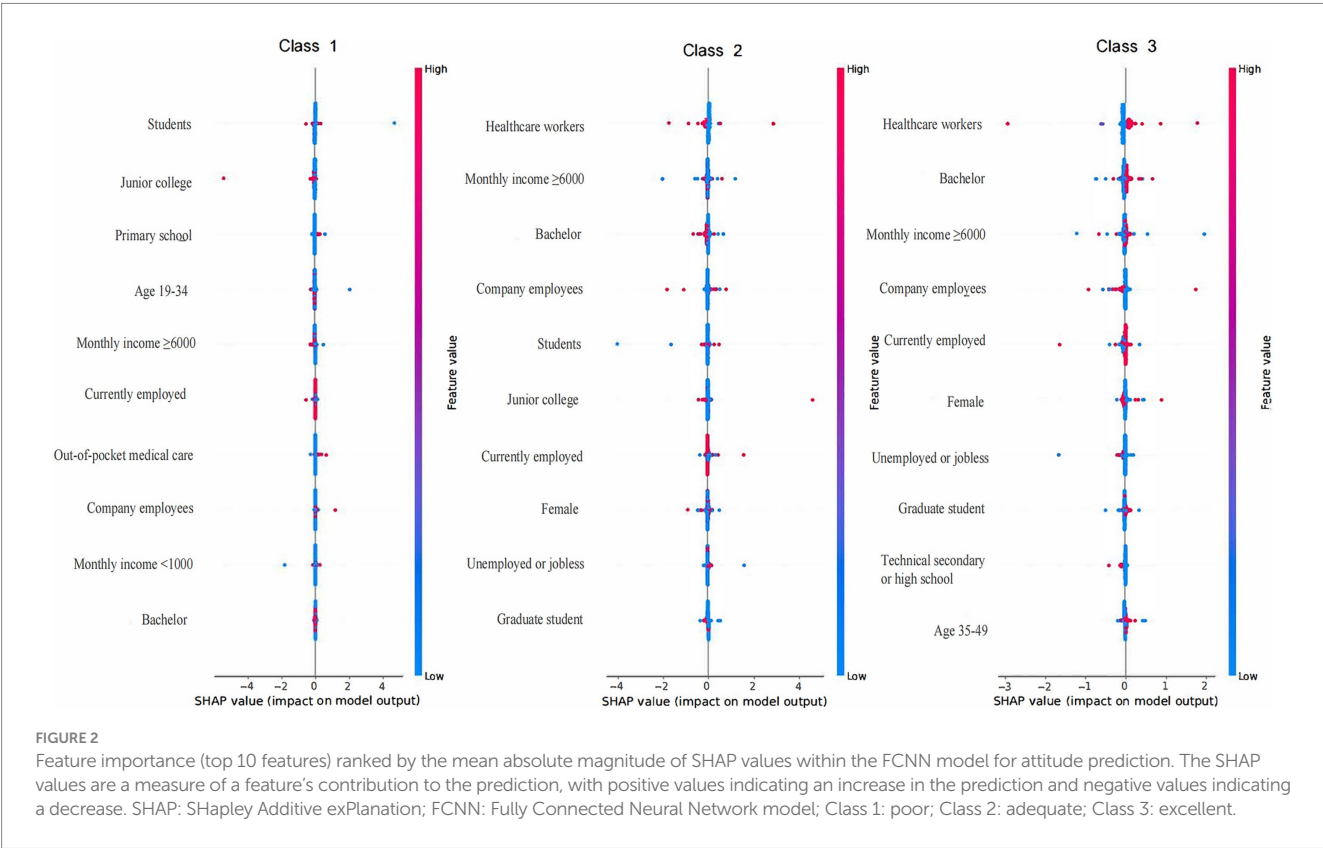 Class 1
High
Students
Junior college
Primary school
Age 19-34
Monthly income ≥6000
Currently employed
Out-of-pocket medical care
Company employees
Monthly income <1000
Bachelor
Feature value
Low
−4
−2
0
2
4
SHAP value (impact on model output)
Class 2
High
Healthcare workers
Monthly income ≥6000
Bachelor
Company employees
Students
Junior college
Currently employed
Female
Unemployed or jobless
Graduate student
Feature value
Low
−4
−2
0
2
4
SHAP value (impact on model output)
Class 3
High
Healthcare workers
Bachelor
Monthly income ≥6000
Company employees
Currently employed
Female
Unemployed or jobless
Graduate student
Technical secondary
or high school
Age 35-49
Feature value
Low
−3
−2
−1
0
1
2
SHAP value (impact on model output)
FIGURE 2
Feature importance (top 10 features) ranked by the mean absolute magnitude of SHAP values within the FCNN model for attitude prediction. The SHAP
values are a measure of a feature's contribution to the prediction, with positive values indicating an increase in the prediction and negative values indicating
a decrease. SHAP: SHapley Additive exPlanation; FCNN: Fully Connected Neural Network model; Class 1: poor; Class 2: adequate; Class 3: excellent.